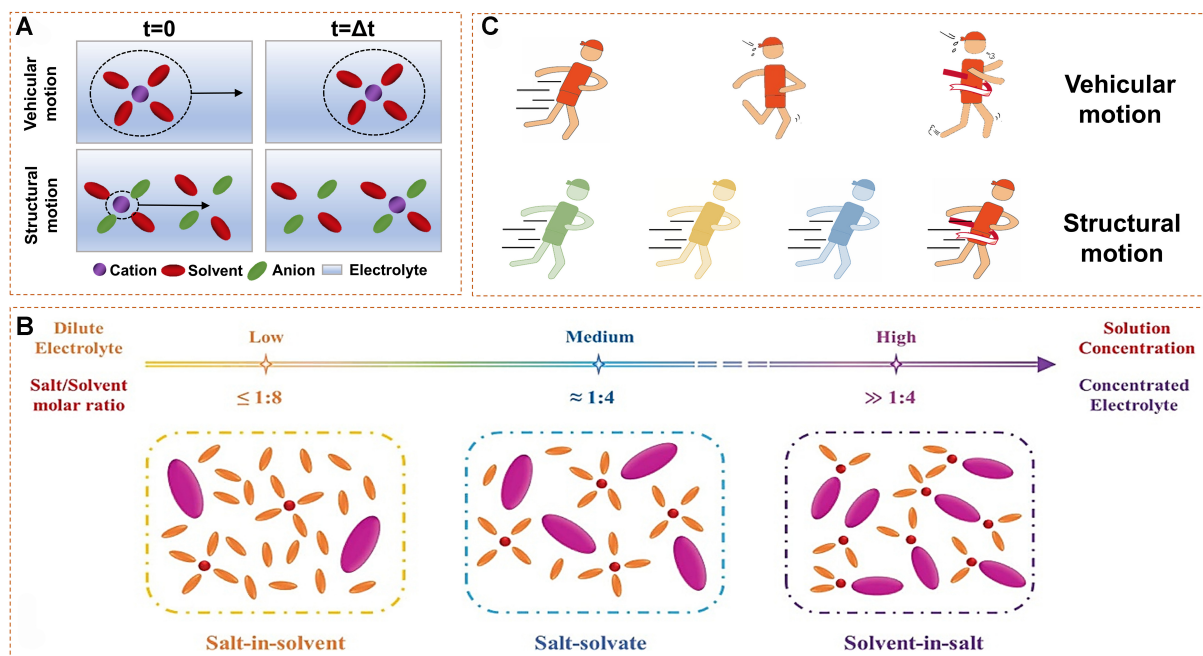 A
t=0
t=Δt
Vehicular
motion
Structural
motion
Cation
Solvent
Anion
Electrolyte
C
Vehicular
motion
Structural
motion
B
Dilute
Electrolyte
Low
Medium
High
Solution
Concentration
Salt/Solvent
molar ratio
≤ 1:8
≈ 1:4
≫ 1:4
Concentrated
Electrolyte
Salt-in-solvent
Salt-solvate
Solvent-in-salt